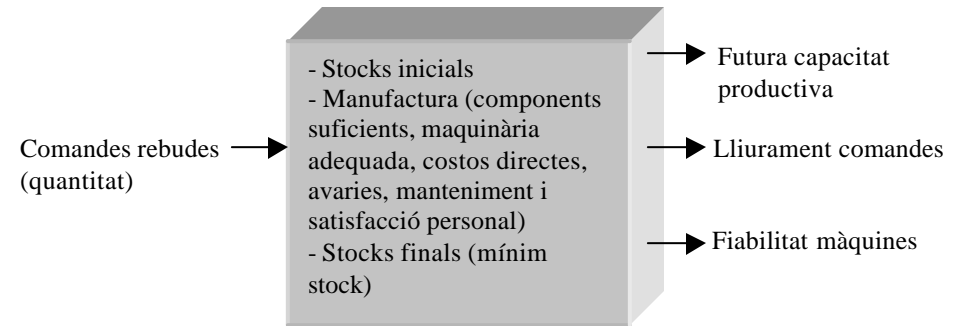 Comandes rebudes
(quantitat)
- Stocks inicials
- Manufactura (components
suficients, maquinària
adequada, costos directes,
avaries, manteniment i
satisfacció personal)
- Stocks finals (mínim
stock)
Futura capacitat
productiva
Lliurament comandes
Fiabilitat màquines